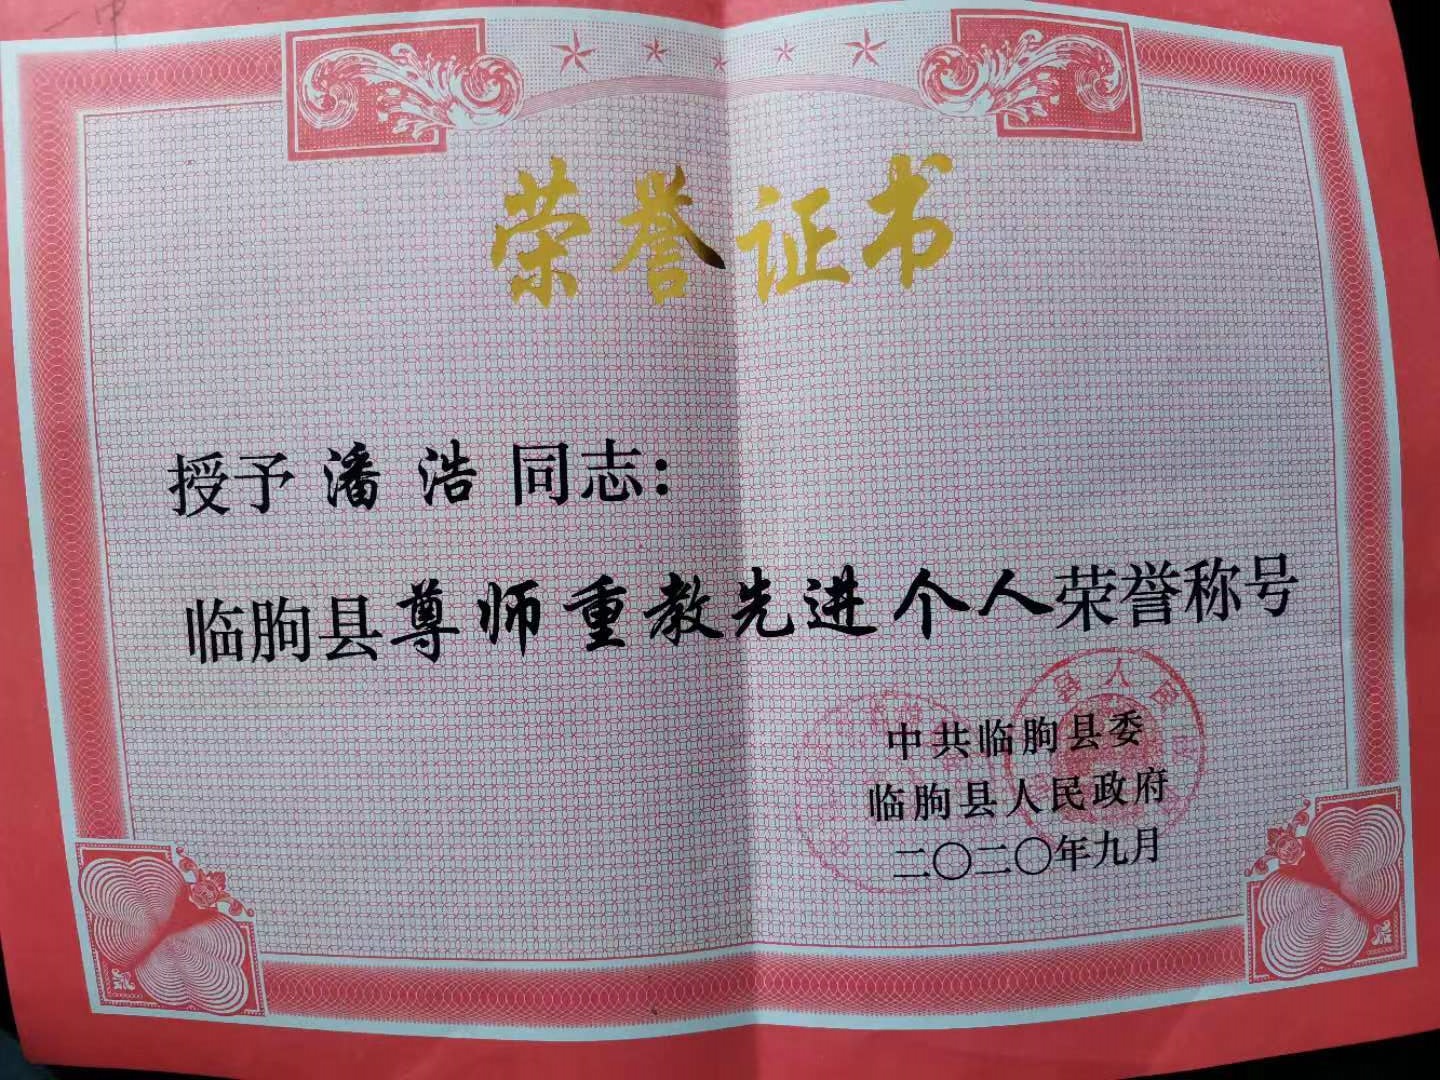 荣誉证书
授予 潘浩 同志：
临朐县尊师重教先进个人荣誉称号
中共临朐县委
临朐县人民政府
二〇二〇年九月